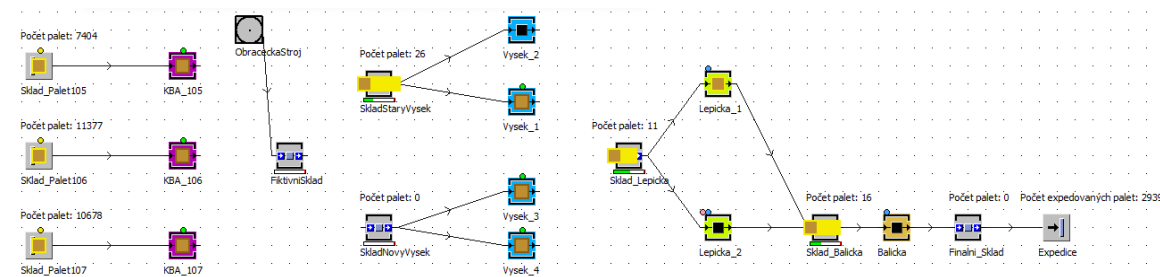 Počet palet: 7404
Sklad_Palet105
KBA_105
ObraceckaStroj
Počet palet: 11377
SKlad_Palet106
KBA_106
FiktivniSklad
Počet palet: 10678
Sklad_Palet107
KBA_107
Počet palet: 26
SkladStaryVysek
Vysek_2
Vysek_1
Počet palet: 0
SkladNovyVysek
Vysek_3
Vysek_4
Počet palet: 11
Sklad_Lepicka
Lepicka_1
Lepicka_2
Počet palet: 16
Sklad_Balicka
Balicka
Počet palet: 0
Finalni_Sklad
Počet expedovaných palet: 2939
Expedice